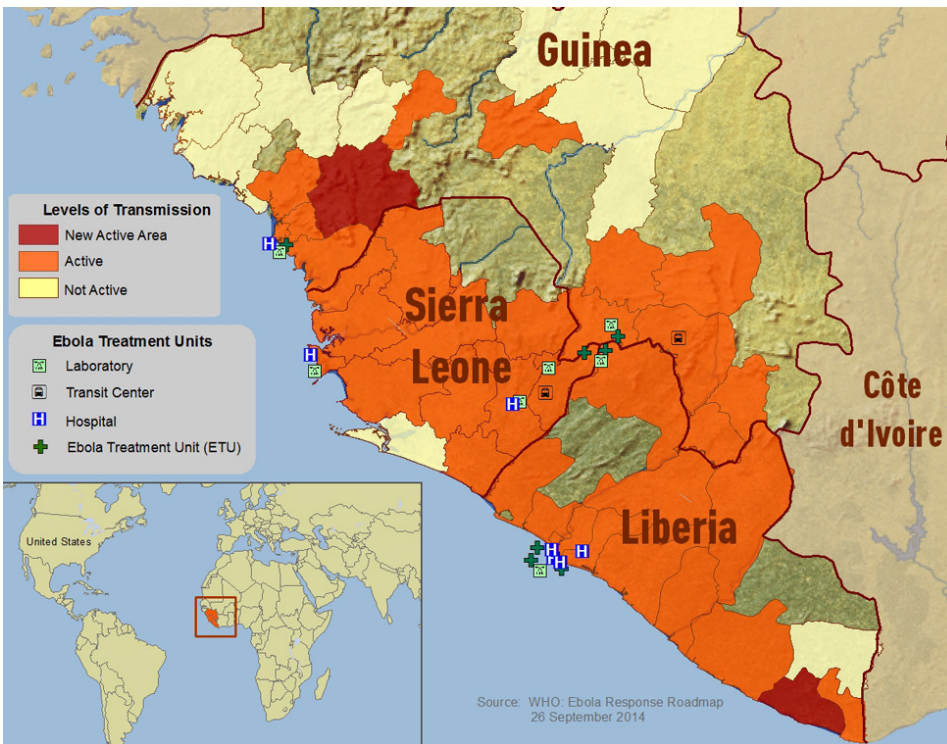 Guinea
Levels of Transmission
New Active Area
Active
Not Active
Sierra
Leone
Ebola Treatment Units
Laboratory
Transit Center
Hospital
Ebola Treatment Unit (ETU)
Côte
d'Ivoire
Liberia
United States
Source: WHO: Ebola Response Roadmap
26 September 2014
H
H
H
H
H
H
H